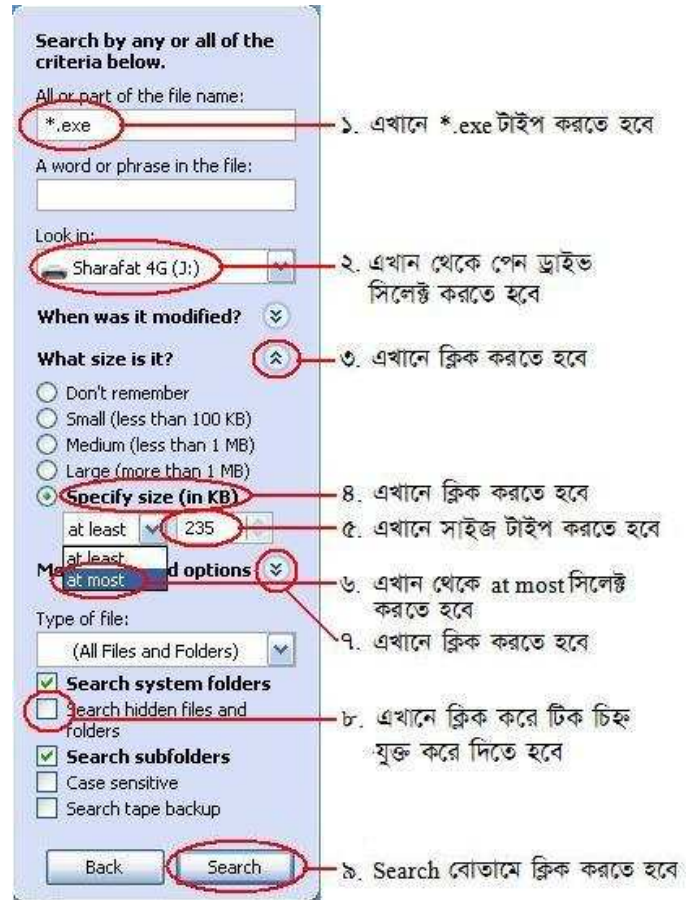 Search by any or all of the
criteria below.
All or part of the file name:
*.exe
১. এখানে *.exe টাইপ করতে হবে
A word or phrase in the file:
Look in:
Sharafat 4G (J:)
২. এখান থেকে পেন ড্রাইভ
সিলেক্ট করতে হবে
When was it modified?
What size is it?
৩. এখানে ক্লিক করতে হবে
Don't remember
Small (less than 100 KB)
Medium (less than 1 MB)
Large (more than 1 MB)
Specify size (in KB)
৪. এখানে ক্লিক করতে হবে
at least 235
৫. এখানে সাইজ টাইপ করতে হবে
at least
d options
at most
৬. এখান থেকে at most সিলেক্ট
করতে হবে
Type of file:
৭. এখানে ক্লিক করতে হবে
(All Files and Folders)
Search system folders
Search hidden files and
folders
৮. এখানে ক্লিক করে টিক চিহ্ন
যুক্ত করে দিতে হবে
Search subfolders
Case sensitive
Search tape backup
Back Search
৯. Search বোতামে ক্লিক করতে হবে